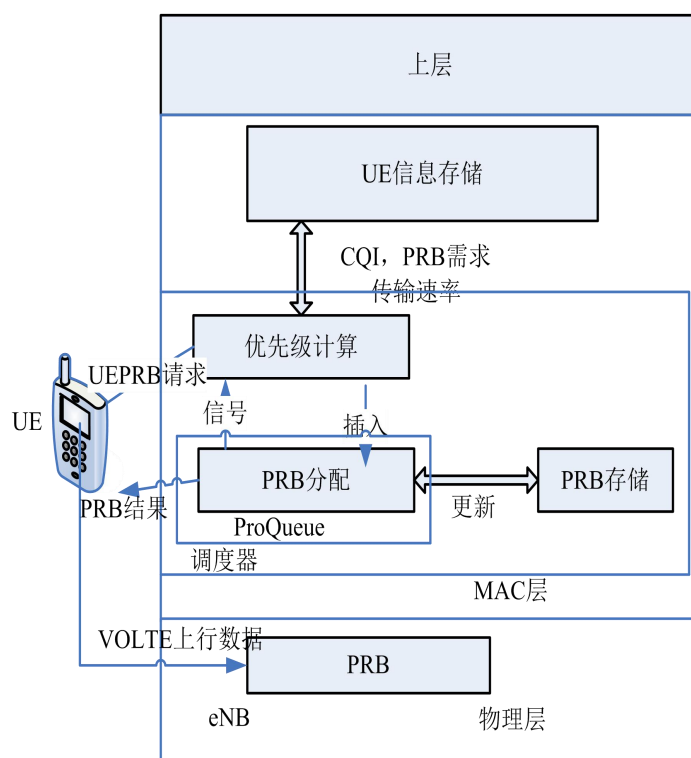 上层
UE信息存储
CQI，PRB需求
传输速率
优先级计算
UEPRB请求
UE
信号
插入
PRB分配
PRB存储
PRB结果
ProQueue
更新
调度器
MAC层
VOLTE上行数据
PRB
eNB
物理层